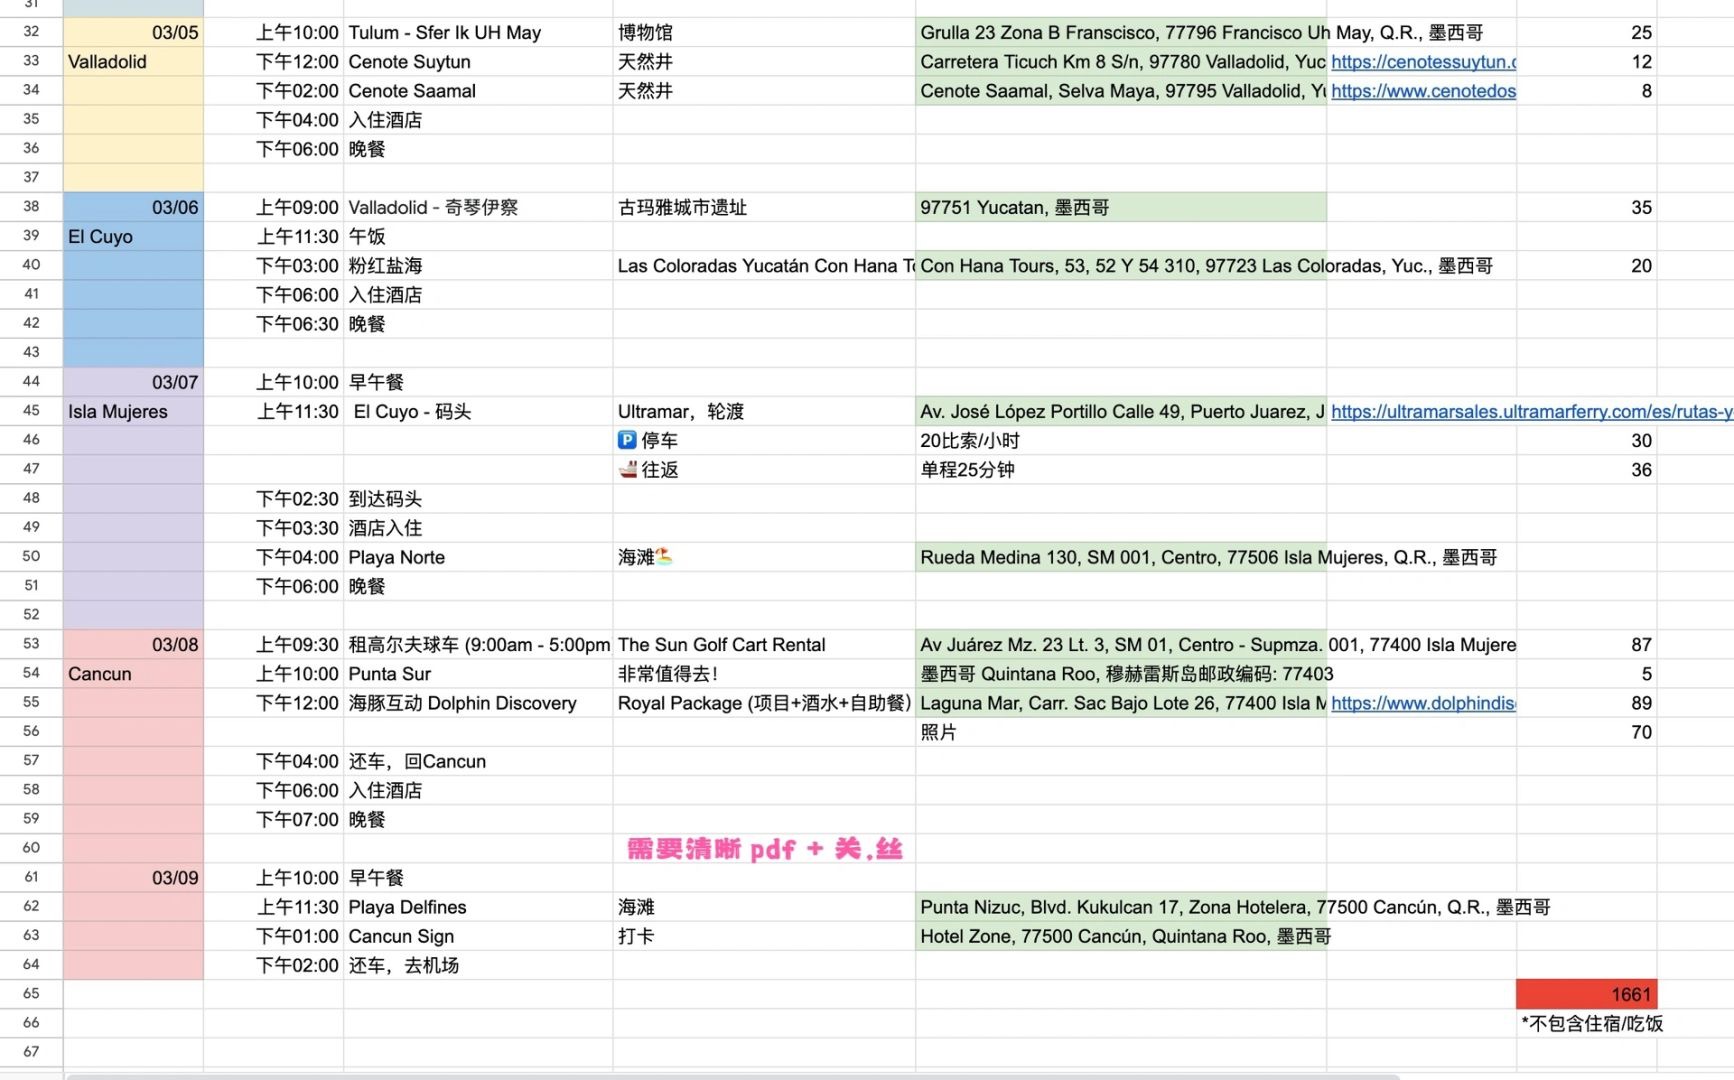 31
32 03/05 上午10:00 Tulum - Sfer Ik UH May 博物馆 Grulla 23 Zona B Franscisco, 77796 Francisco Uh May, Q.R., 墨西哥 25
33 Valladolid 下午12:00 Cenote Suytun 天然井 Carretera Ticuch Km 8 S/n, 97780 Valladolid, Yuc https://cenotessuytun. 12
34 下午02:00 Cenote Saamal 天然井 Cenote Saamal, Selva Maya, 97795 Valladolid, Yu https://www.cenotedos 8
35 下午04:00 入住酒店
36 下午06:00 晚餐
37
38 03/06 上午09:00 Valladolid - 奇琴伊察 古玛雅城市遗址 97751 Yucatan, 墨西哥 35
39 El Cuyo 上午11:30 午饭
40 下午03:00 粉红盐海 Las Coloradas Yucatán Con Hana To Con Hana Tours, 53, 52 Y 54 310, 97723 Las Coloradas, Yuc., 墨西哥 20
41 下午06:00 入住酒店
42 下午06:30 晚餐
43
44 03/07 上午10:00 早午餐
45 Isla Mujeres 上午11:30 El Cuyo - 码头 Ultramar，轮渡 Av. José López Portillo Calle 49, Puerto Juarez, J https://ultramarsales.ultramarferry.com/es/rutas-y
46 🅿️ 停车 20比索/小时 30
47 🚢往返 单程25分钟 36
48 下午02:30 到达码头
49 下午03:30 酒店入住
50 下午04:00 Playa Norte 海滩🏖️ Rueda Medina 130, SM 001, Centro, 77506 Isla Mujeres, Q.R., 墨西哥
51 下午06:00 晚餐
52
53 03/08 上午09:30 租高尔夫球车 (9:00am - 5:00pm The Sun Golf Cart Rental Av Juárez Mz. 23 Lt. 3, SM 01, Centro - Supmza. 001, 77400 Isla Mujere 87
54 Cancun 上午10:00 Punta Sur 非常值得去！ 墨西哥 Quintana Roo, 穆赫雷斯岛邮政编码: 77403 5
55 下午12:00 海豚互动 Dolphin Discovery Royal Package (项目+酒水+自助餐) Laguna Mar, Carr. Sac Bajo Lote 26, 77400 Isla M https://www.dolphindis 89
56 照片 70
57 下午04:00 还车，回Cancun
58 下午06:00 入住酒店
59 下午07:00 晚餐
60 需要清晰 pdf + 关.丝
61 03/09 上午10:00 早午餐
62 上午11:30 Playa Delfines 海滩 Punta Nizuc, Blvd. Kukulcan 17, Zona Hotelera, 77500 Cancún, Q.R., 墨西哥
63 下午01:00 Cancun Sign 打卡 Hotel Zone, 77500 Cancún, Quintana Roo, 墨西哥
64 下午02:00 还车，去机场
65 1661
66 *不包含住宿/吃饭
67